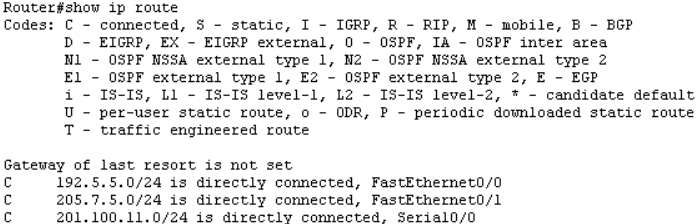 Router#show ip route
Codes: C - connected, S - static, I - IGRP, R - RIP, M - mobile, B - BGP
D - EIGRP, EX - EIGRP external, O - OSPF, IA - OSPF inter area
N1 - OSPF NSSA external type 1, N2 - OSPF NSSA external type 2
E1 - OSPF external type 1, E2 - OSPF external type 2, E - EGP
i - IS-IS, L1 - IS-IS level-1, L2 - IS-IS level-2, * - candidate default
U - per-user static route, o - ODR, P - periodic downloaded static route
T - traffic engineered route
Gateway of last resort is not set
C 192.5.5.0/24 is directly connected, FastEthernet0/0
C 205.7.5.0/24 is directly connected, FastEthernet0/1
C 201.100.11.0/24 is directly connected, Serial0/0